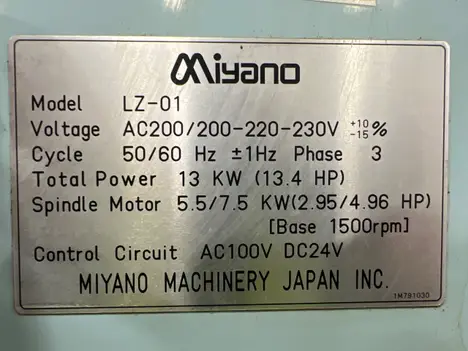 Miyano
Model LZ-01
Voltage AC200/200-220-230V +10 -15 %
Cycle 50/60 Hz ±1Hz Phase 3
Total Power 13 KW (13.4 HP)
Spindle Motor 5.5/7.5 KW(2.95/4.96 HP)
[Base 1500rpm]
Control Circuit AC100V DC24V
MIYANO MACHINERY JAPAN INC.
1M791030